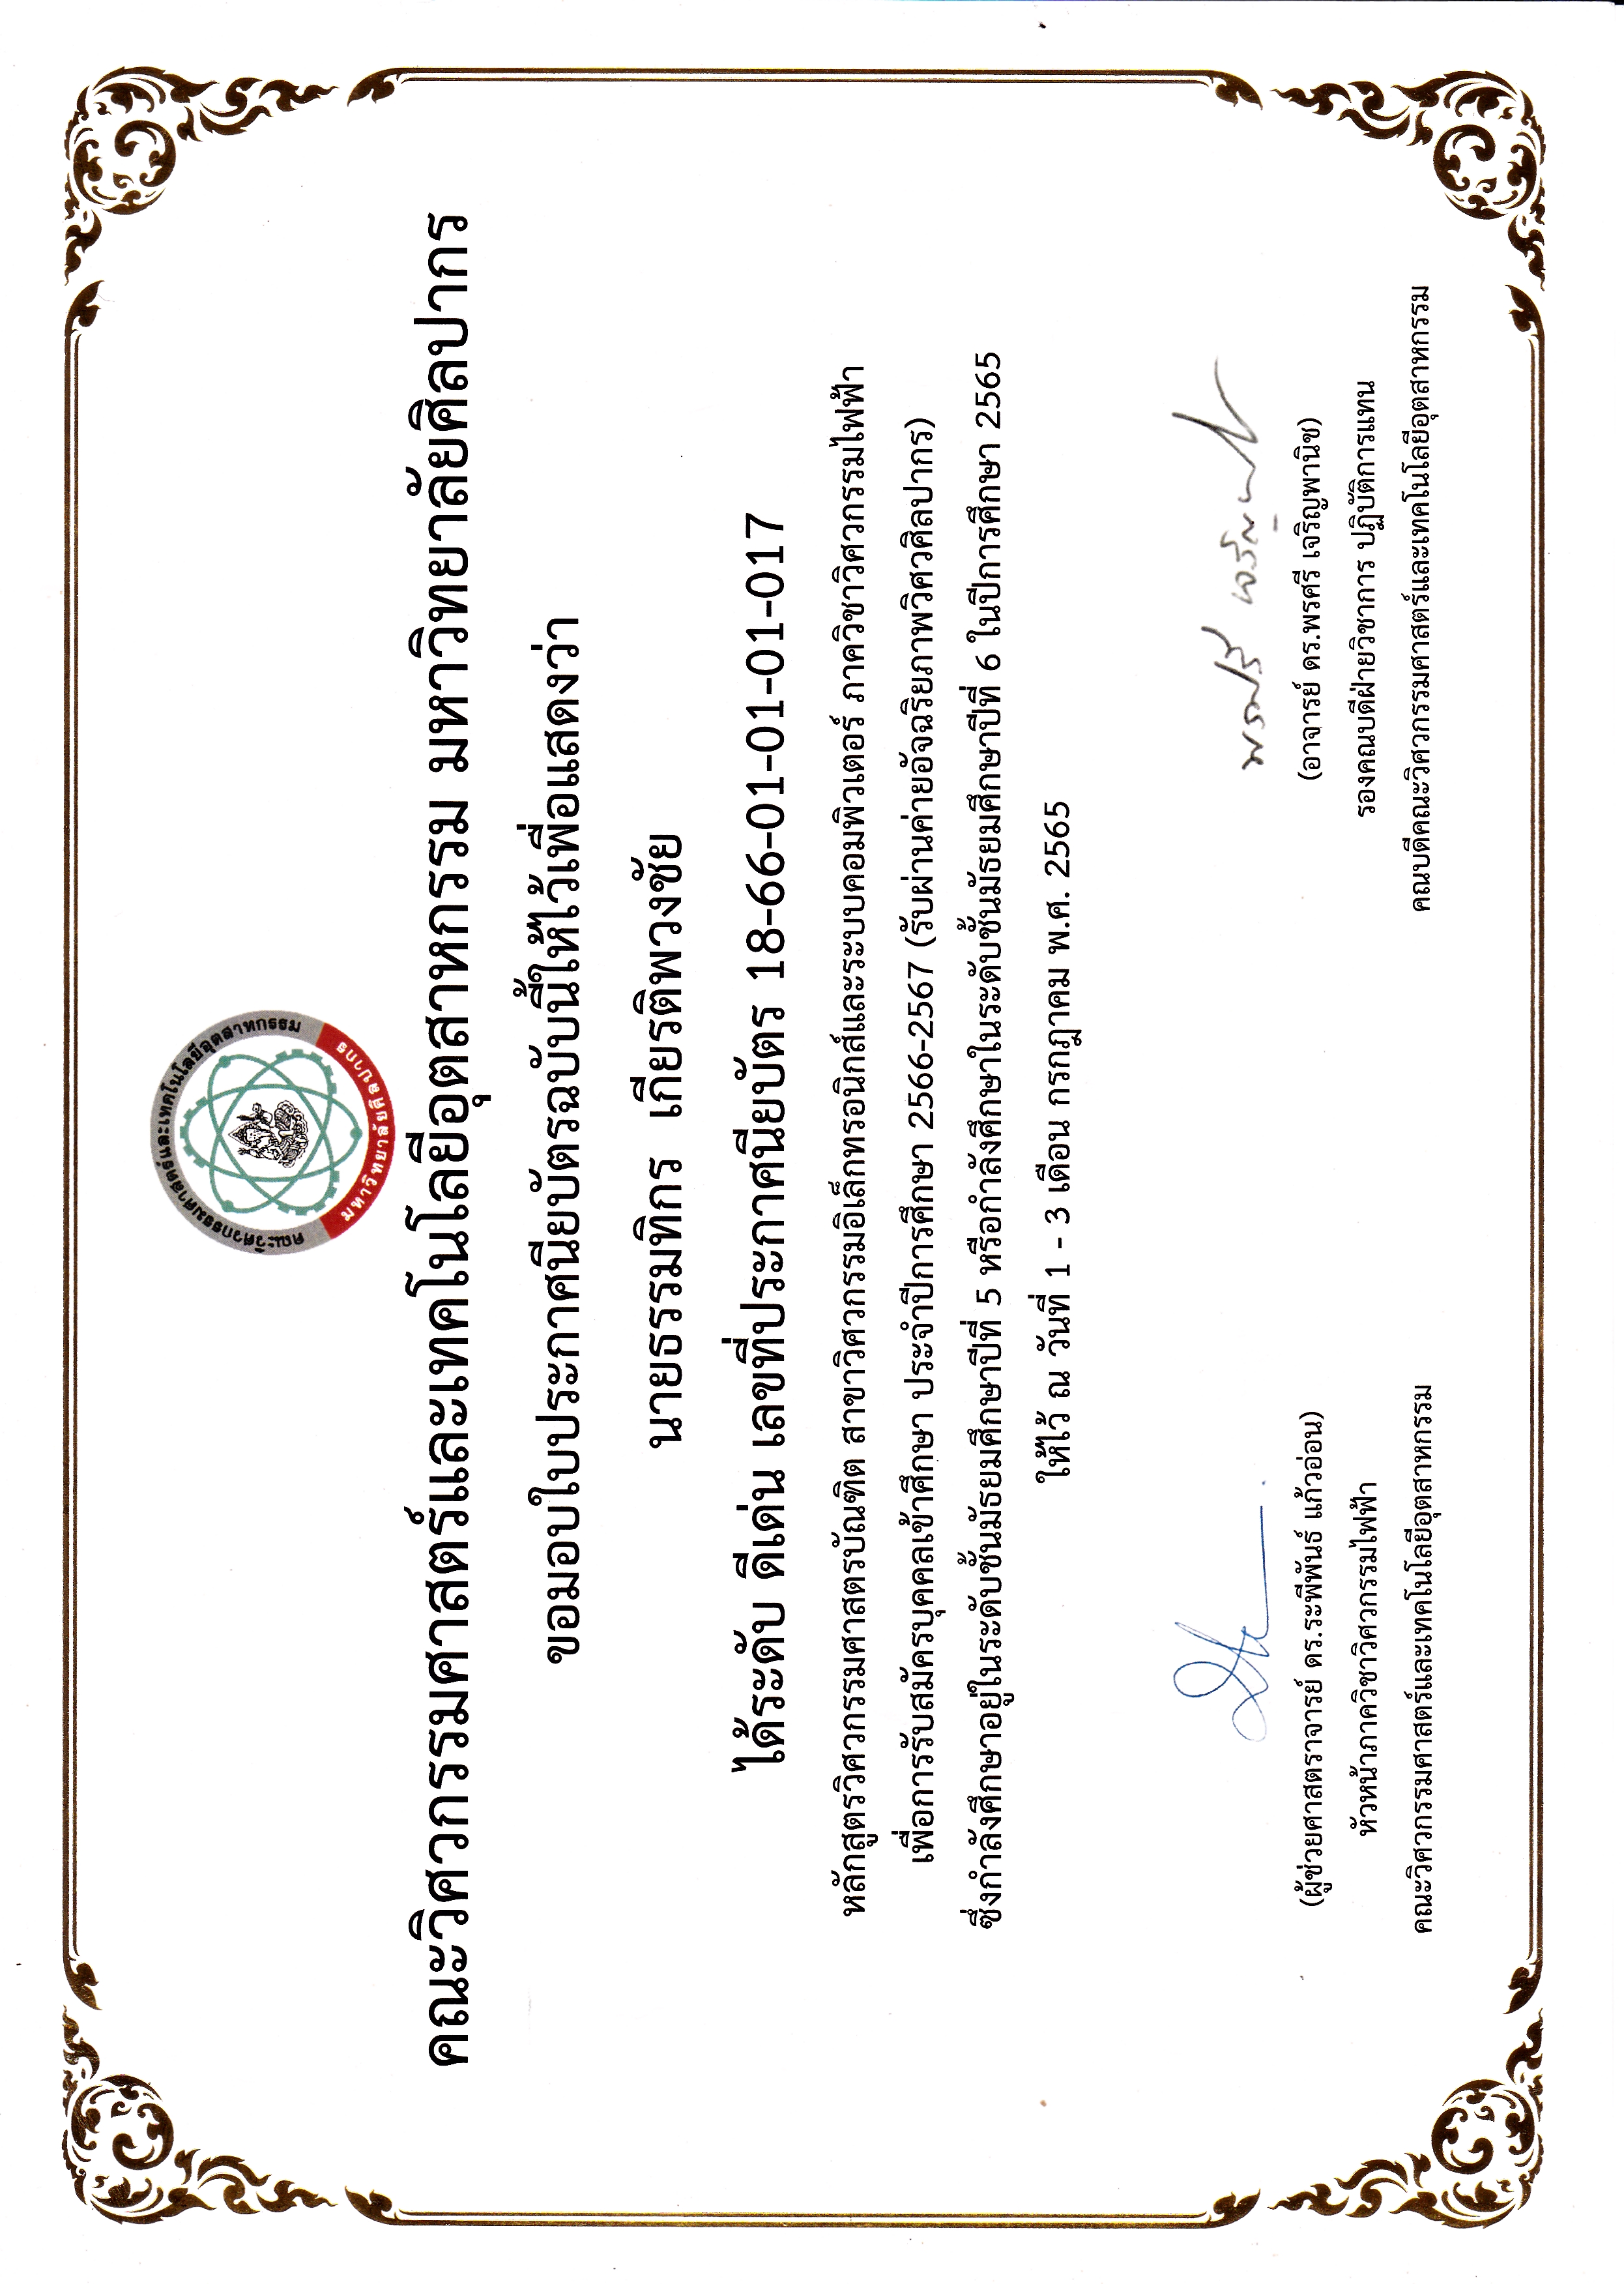 คณะวิศวกรรมศาสตร์และเทคโนโลยีอุตสาหกรรม
มหาวิทยาลัยศิลปากร
คณะวิศวกรรมศาสตร์และเทคโนโลยีอุตสาหกรรม มหาวิทยาลัยศิลปากร
ขอมอบใบประกาศนียบัตรฉบับนี้ให้ไว้เพื่อแสดงว่า
นายธรรมทิกร เกียรติพวงชัย
ได้ระดับ ดีเด่น เลขที่ประกาศนียบัตร 18-66-01-01-01-017
หลักสูตรวิศวกรรมศาสตรบัณฑิต สาขาวิศวกรรมอิเล็กทรอนิกส์และระบบคอมพิวเตอร์ ภาควิชาวิศวกรรมไฟฟ้า
เพื่อการรับสมัครบุคคลเข้าศึกษา ประจำปีการศึกษา 2566-2567 (รับผ่านค่ายอัจฉริยภาพวิศวศิลปากร)
ซึ่งกำลังศึกษาอยู่ในระดับชั้นมัธยมศึกษาปีที่ 5 หรือกำลังศึกษาในระดับชั้นมัธยมศึกษาปีที่ 6 ในปีการศึกษา 2565
ให้ไว้ ณ วันที่ 1 - 3 เดือน กรกฎาคม พ.ศ. 2565
พรศรี เจริญพานิช
(ผู้ช่วยศาสตราจารย์ ดร.ระพีพันธ์ แก้วอ่อน)
หัวหน้าภาควิชาวิศวกรรมไฟฟ้า
คณะวิศวกรรมศาสตร์และเทคโนโลยีอุตสาหกรรม
(อาจารย์ ดร.พรศรี เจริญพานิช)
รองคณบดีฝ่ายวิชาการ ปฏิบัติการแทน
คณบดีคณะวิศวกรรมศาสตร์และเทคโนโลยีอุตสาหกรรม